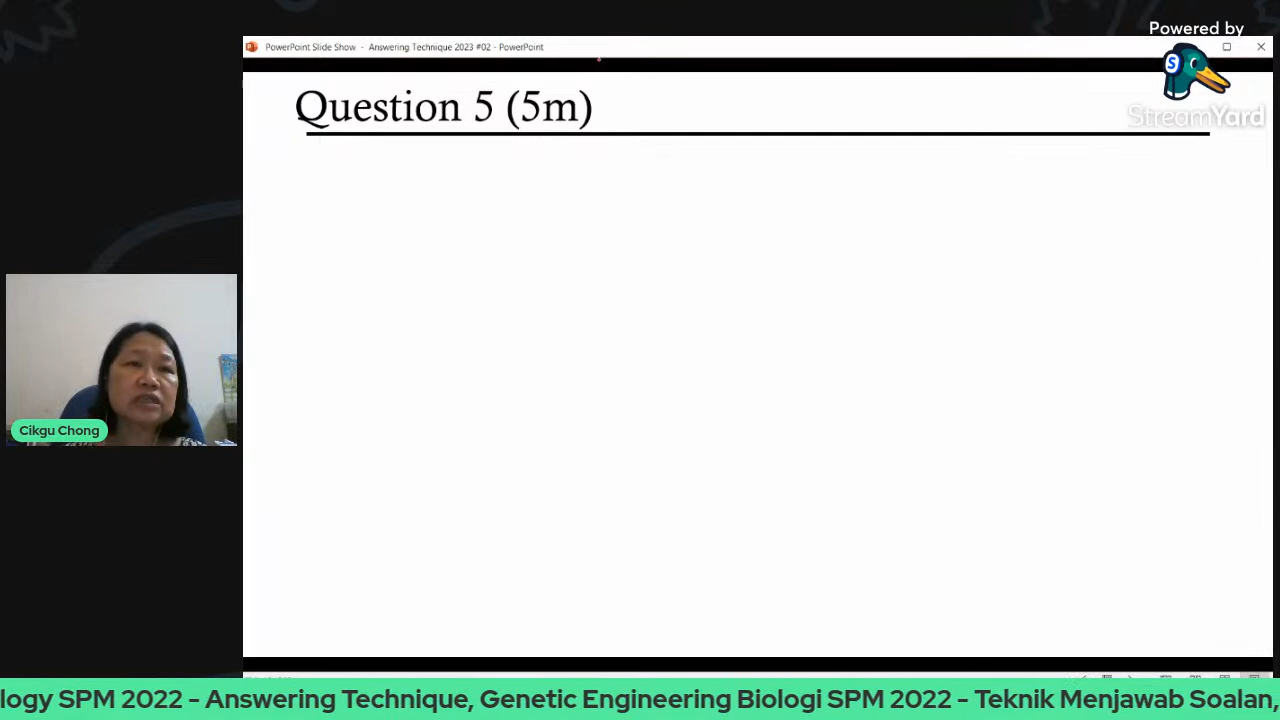 Powered by
PowerPoint Slide Show - Answering Technique 2023 #02 - PowerPoint
S
StreamYard
Question 5 (5m)
Cikgu Chong
logy SPM 2022 - Answering Technique, Genetic Engineering Biologi SPM 2022 - Teknik Menjawab Soalan,